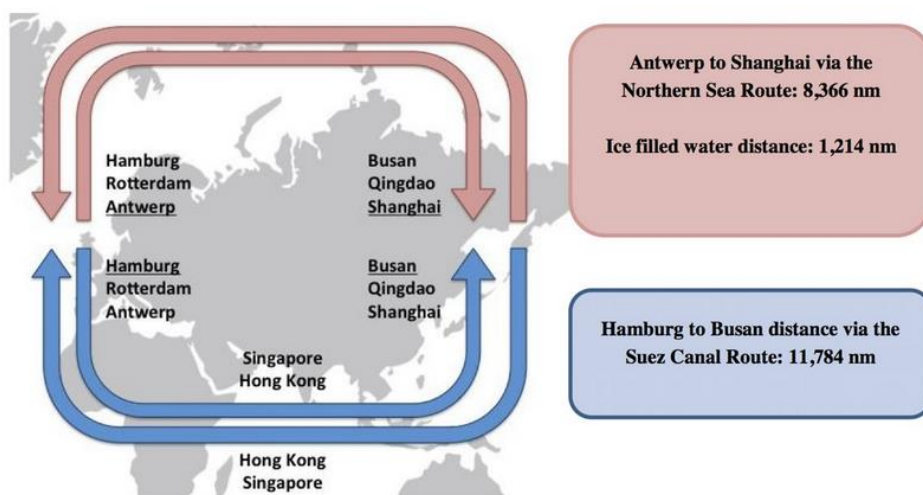 Hamburg
Rotterdam
Antwerp
Busan
Qingdao
Shanghai
Hamburg
Rotterdam
Antwerp
Busan
Qingdao
Shanghai
Singapore
Hong Kong
Hong Kong
Singapore
Antwerp to Shanghai via the
Northern Sea Route: 8,366 nm
Ice filled water distance: 1,214 nm
Hamburg to Busan distance via the
Suez Canal Route: 11,784 nm